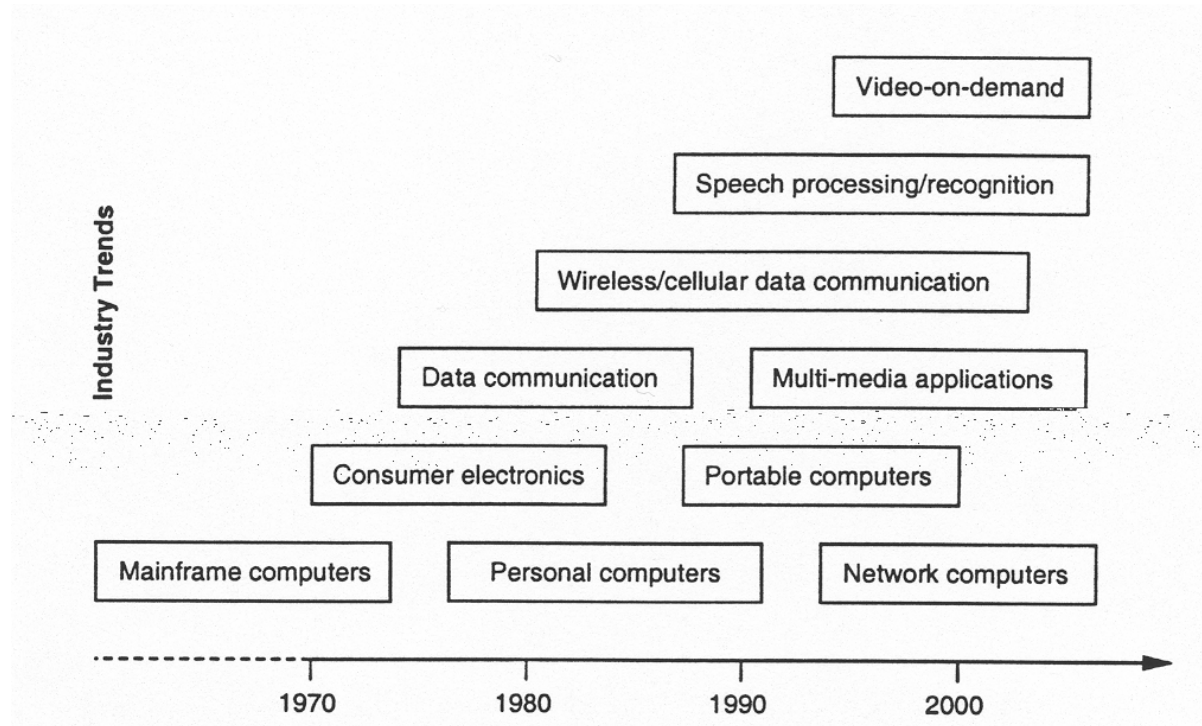 Video-on-demand
Speech processing/recognition
Industry Trends
Wireless/cellular data communication
Data communication
Multi-media applications
Consumer electronics
Portable computers
Mainframe computers
Personal computers
Network computers
1970
1980
1990
2000